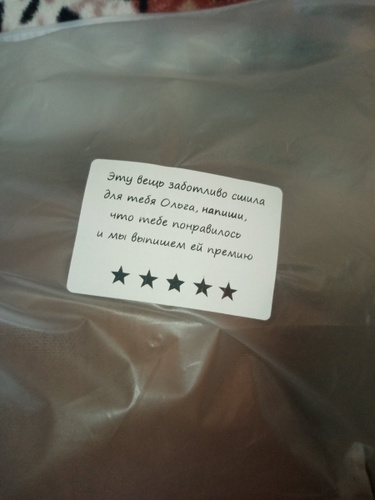 Эту вещь заботливо сшила
для тебя Ольга, напиши,
что тебе понравилось
и мы выпишем ей премию